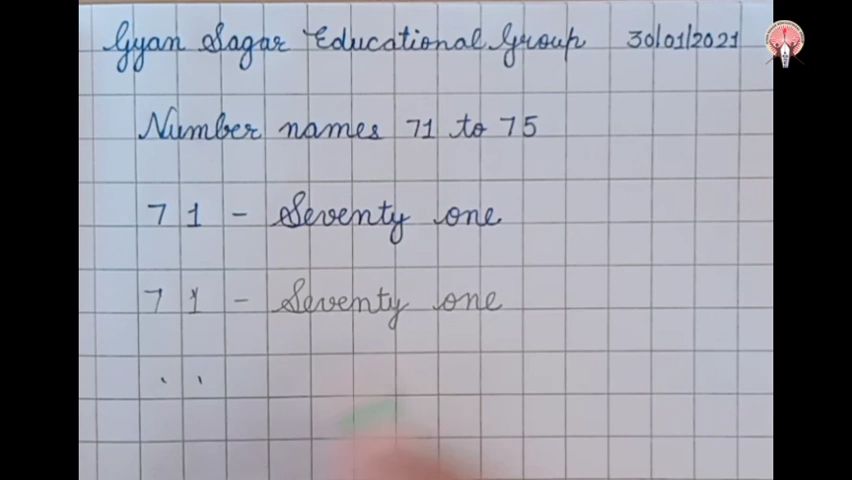 Gyan Sagar Educational Group 30/01/2021
Number names 71 to 75
71 - Seventy one
71 - Seventy one